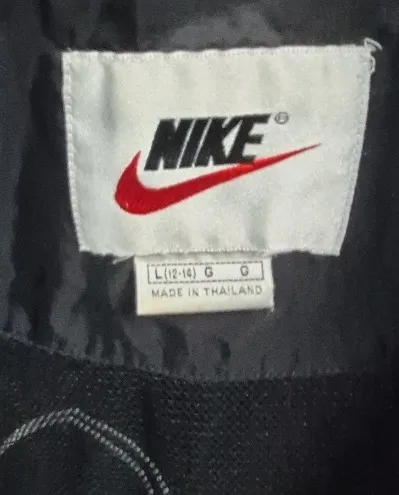 NIKE®
L(12-14) G G
MADE IN THAILAND